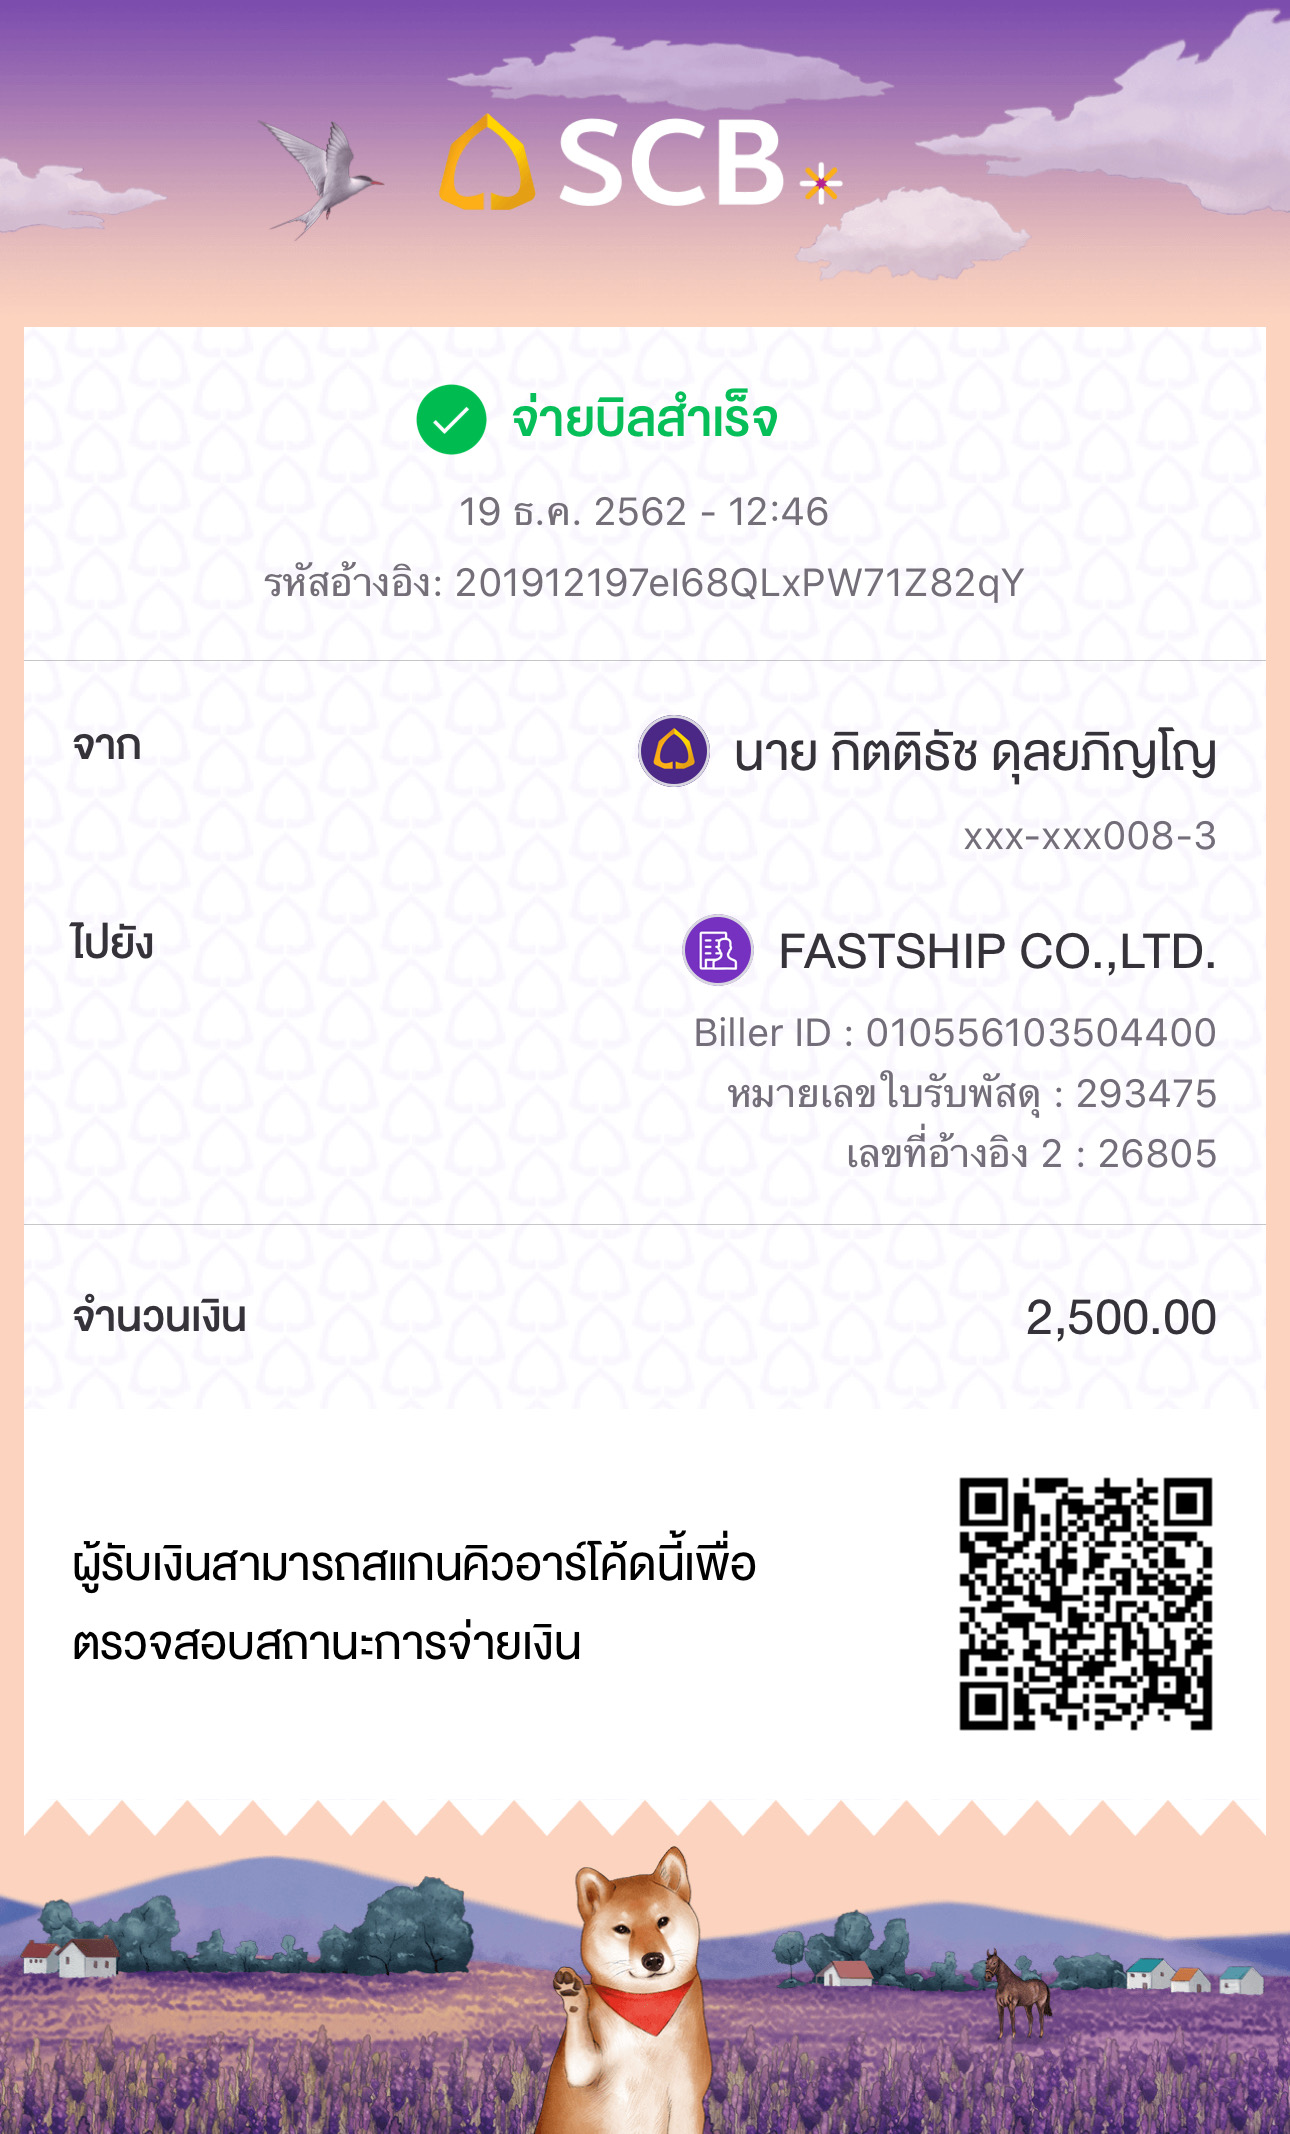 SCB
จ่ายบิลสำเร็จ
19 ธ.ค. 2562 - 12:46
รหัสอ้างอิง: 201912197eI68QLxPW71Z82qY
จาก
นาย กิตติธัช ดุลยภิญโญ
xxx-xxx008-3
ไปยัง
FASTSHIP CO.,LTD.
Biller ID : 010556103504400
หมายเลขใบรับพัสดุ : 293475
เลขที่อ้างอิง 2 : 26805
จำนวนเงิน 2,500.00
ผู้รับเงินสามารถสแกนคิวอาร์โค้ดนี้เพื่อ
ตรวจสอบสถานะการจ่ายเงิน